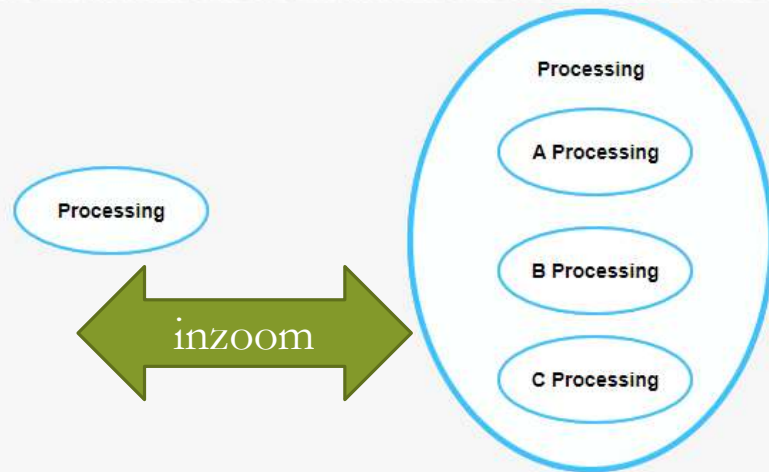 Processing
inzoom
Processing
A Processing
B Processing
C Processing